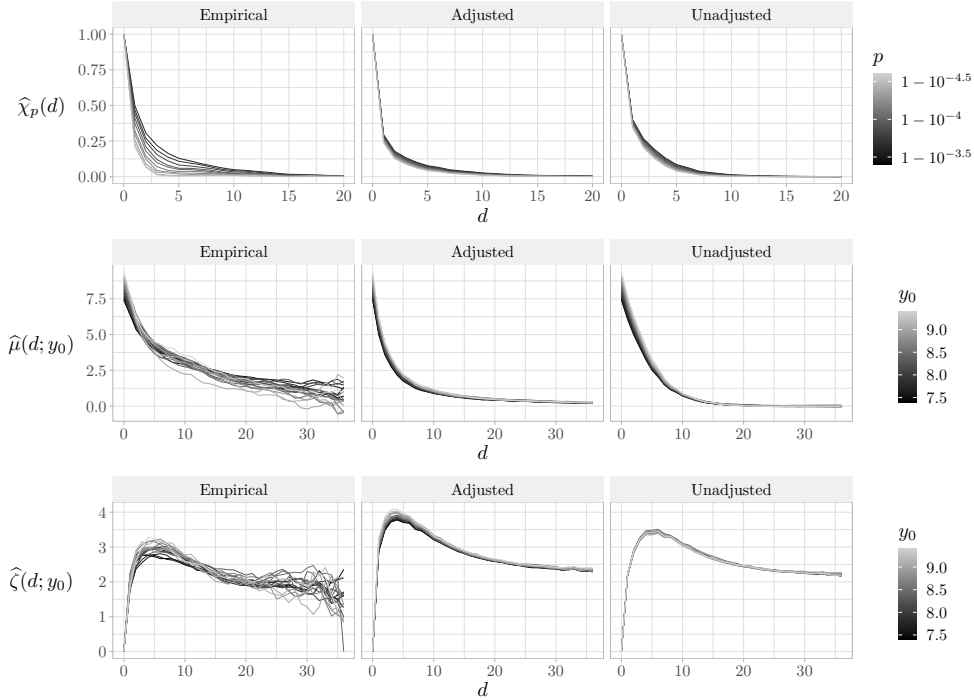 Empirical Adjusted Unadjusted
1.00
0.75
0.50
0.25
0.00
χ̂_p(d)
0 5 10 15 20 0 5 10 15 20 0 5 10 15 20
d
p
1 − 10^{−4.5}
1 − 10^{−4}
1 − 10^{−3.5}
Empirical Adjusted Unadjusted
7.5
5.0
2.5
0.0
μ̂(d; y₀)
0 10 20 30 0 10 20 30 0 10 20 30
d
y₀
9.0
8.5
8.0
7.5
Empirical Adjusted Unadjusted
4
3
2
1
0
ζ̂(d; y₀)
0 10 20 30 0 10 20 30 0 10 20 30
d
y₀
9.0
8.5
8.0
7.5